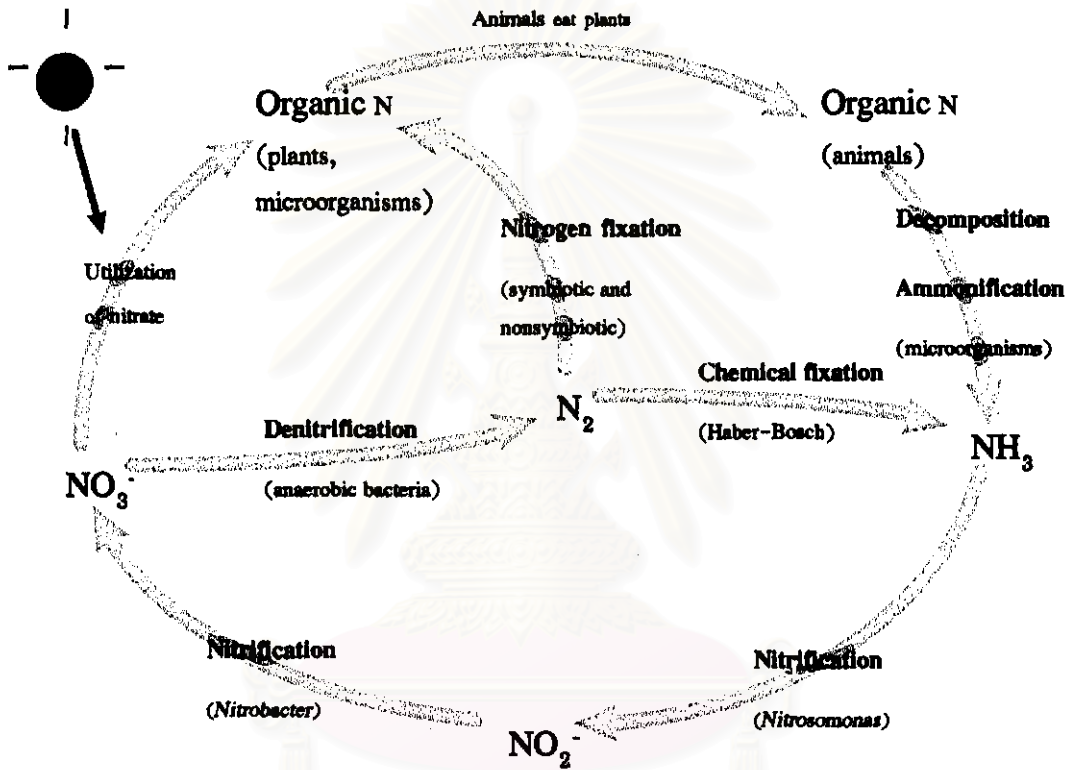 Animals eat plants
Organic N
(plants,
microorganisms)
Organic N
(animals)
Nitrogen fixation
(symbiotic and
nonsymbiotic)
Decomposition
Ammonification
(microorganisms)
Utilization
of nitrate
Chemical fixation
(Haber-Bosch)
N₂
Denitrification
(anaerobic bacteria)
NO₃⁻
NH₃
Nitrification
(Nitrobacter)
Nitrification
(Nitrosomonas)
NO₂⁻